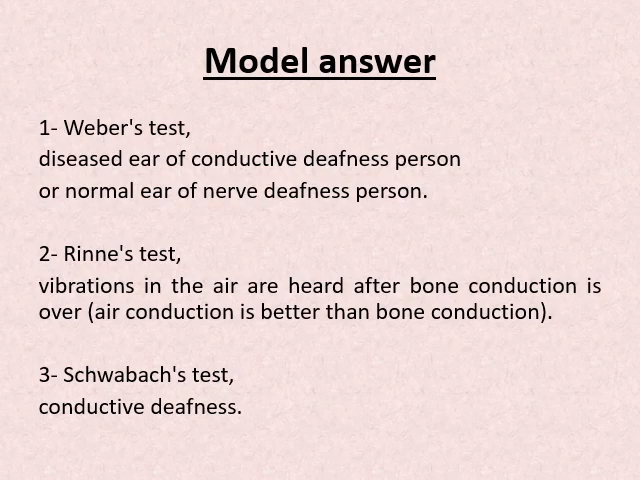 Model answer
1- Weber's test,
diseased ear of conductive deafness person
or normal ear of nerve deafness person.
2- Rinne's test,
vibrations in the air are heard after bone conduction is
over (air conduction is better than bone conduction).
3- Schwabach's test,
conductive deafness.